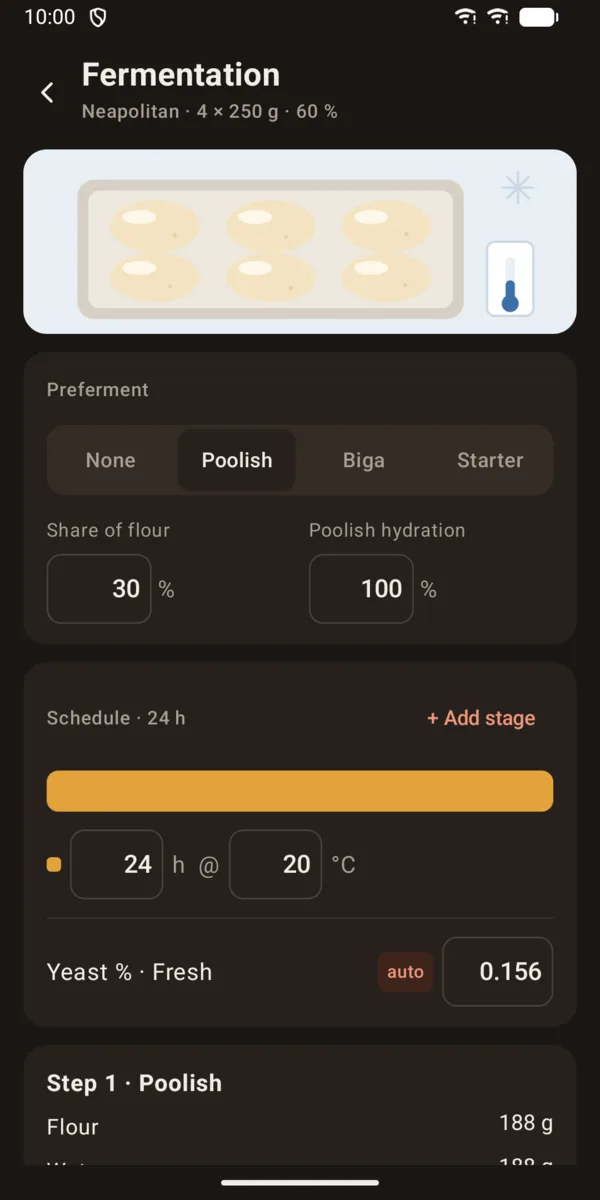 10:00
Fermentation
Neapolitan · 4 × 250 g · 60 %
Preferment
None Poolish Biga Starter
Share of flour Poolish hydration
30 % 100 %
Schedule · 24 h + Add stage
24 h @ 20 °C
Yeast % · Fresh auto 0.156
Step 1 · Poolish
Flour 188 g